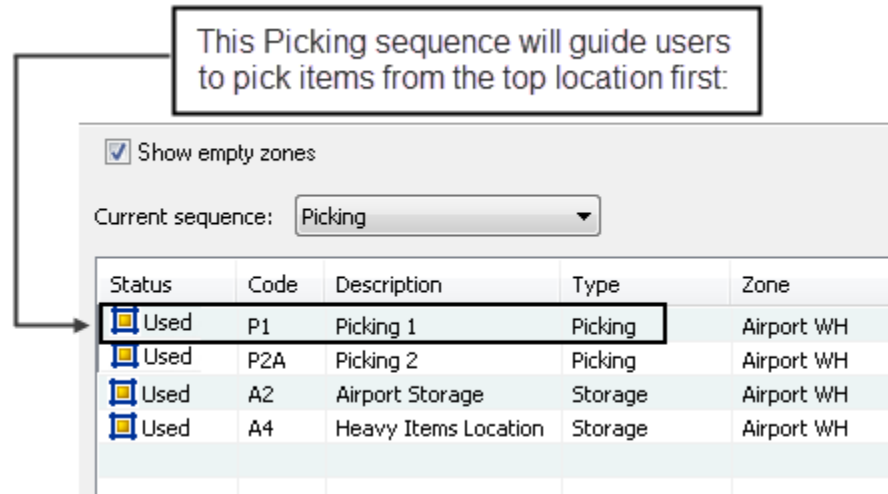 This Picking sequence will guide users
to pick items from the top location first:
Show empty zones
Current sequence: Picking
Status Code Description Type Zone
Used P1 Picking 1 Picking Airport WH
Used P2A Picking 2 Picking Airport WH
Used A2 Airport Storage Storage Airport WH
Used A4 Heavy Items Location Storage Airport WH